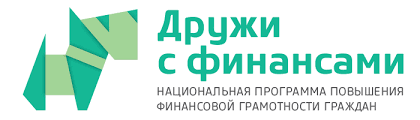 Дружи
с финансами
НАЦИОНАЛЬНАЯ ПРОГРАММА ПОВЫШЕНИЯ
ФИНАНСОВОЙ ГРАМОТНОСТИ ГРАЖДАН